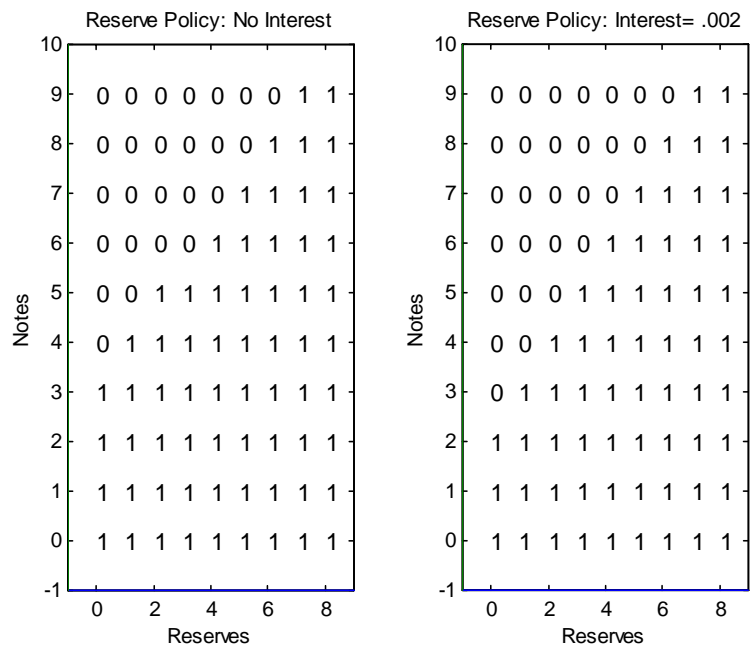 Reserve Policy: No Interest
10
9 0 0 0 0 0 0 0 1 1
8 0 0 0 0 0 0 1 1 1
7 0 0 0 0 0 1 1 1 1
6 0 0 0 0 1 1 1 1 1
5 0 0 1 1 1 1 1 1 1
4 0 1 1 1 1 1 1 1 1
3 1 1 1 1 1 1 1 1 1
2 1 1 1 1 1 1 1 1 1
1 1 1 1 1 1 1 1 1 1
0 1 1 1 1 1 1 1 1 1
-1
0 2 4 6 8
Notes
Reserves
Reserve Policy: Interest= .002
10
9 0 0 0 0 0 0 0 1 1
8 0 0 0 0 0 0 1 1 1
7 0 0 0 0 0 1 1 1 1
6 0 0 0 0 1 1 1 1 1
5 0 0 0 1 1 1 1 1 1
4 0 0 1 1 1 1 1 1 1
3 0 1 1 1 1 1 1 1 1
2 1 1 1 1 1 1 1 1 1
1 1 1 1 1 1 1 1 1 1
0 1 1 1 1 1 1 1 1 1
-1
0 2 4 6 8
Notes
Reserves